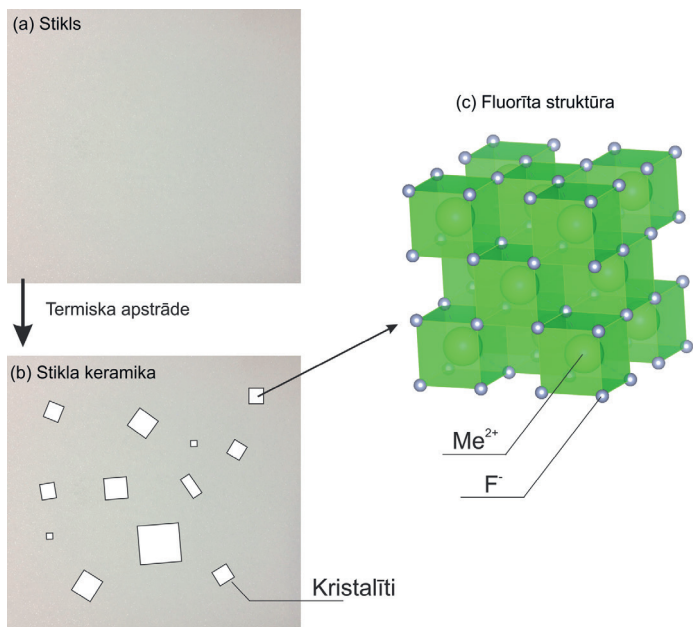 (a) Stikls
(c) Fluorīta struktūra
Termiska apstrāde
(b) Stikla keramika
Me²⁺
F⁻
Kristalīti